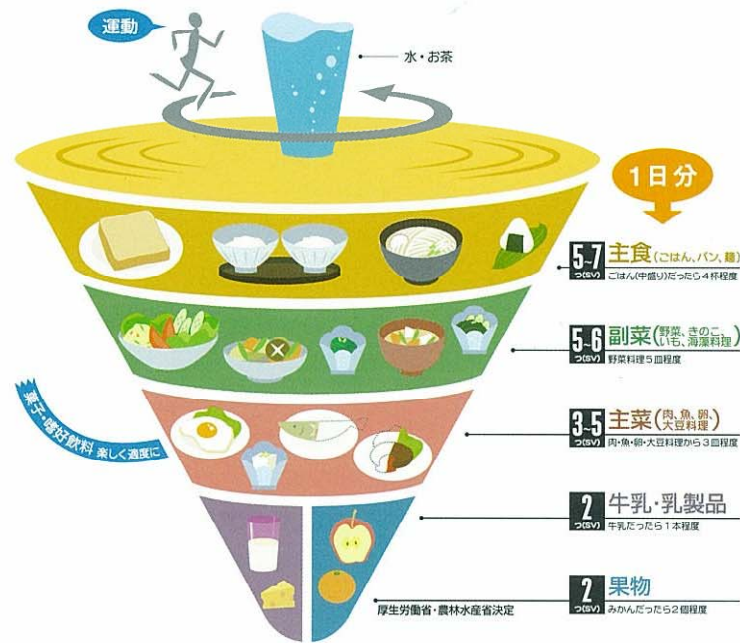 運動
水・お茶
1日分
5~7 つ(SV)
主食(ごはん、パン、麺)
ごはん(中盛り)だったら4杯程度
5~6 つ(SV)
副菜(野菜、きのこ、いも、海藻料理)
野菜料理5皿程度
3~5 つ(SV)
主菜(肉、魚、卵、大豆料理)
肉・魚・卵・大豆料理から3皿程度
菓子・嗜好飲料 楽しく適度に
2 つ(SV)
牛乳・乳製品
牛乳だったら1本程度
2 つ(SV)
果物
みかんだったら2個程度
厚生労働省・農林水産省決定